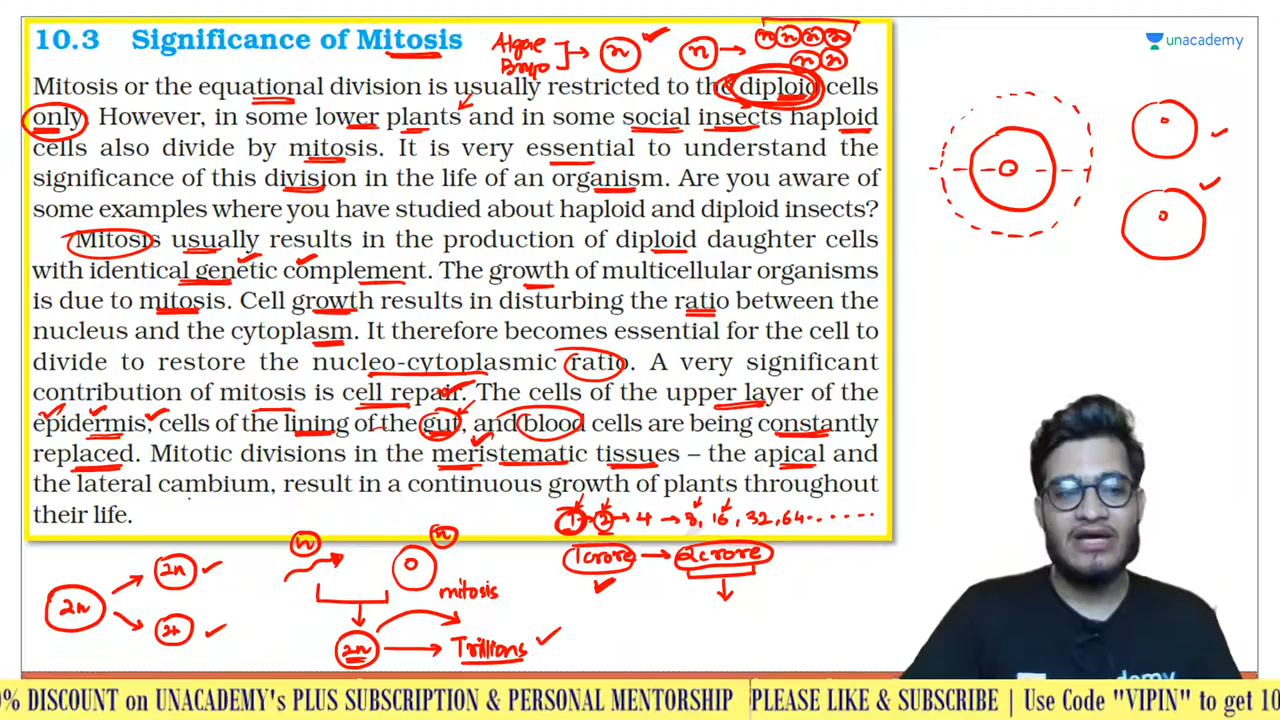 10.3 Significance of Mitosis
Algae
Bryo
n
n
n n n n
n n
unacademy
Mitosis or the equational division is usually restricted to the diploid cells
only. However, in some lower plants and in some social insects haploid
cells also divide by mitosis. It is very essential to understand the
significance of this division in the life of an organism. Are you aware of
some examples where you have studied about haploid and diploid insects?
Mitosis usually results in the production of diploid daughter cells
with identical genetic complement. The growth of multicellular organisms
is due to mitosis. Cell growth results in disturbing the ratio between the
nucleus and the cytoplasm. It therefore becomes essential for the cell to
divide to restore the nucleo-cytoplasmic ratio. A very significant
contribution of mitosis is cell repair. The cells of the upper layer of the
epidermis, cells of the lining of the gut, and blood cells are being constantly
replaced. Mitotic divisions in the meristematic tissues – the apical and
the lateral cambium, result in a continuous growth of plants throughout
their life.
1 → 2 → 4 → 8, 16, 32, 64.......
1crore → 2crore
2n
2n
2n
n
n
mitosis
2n → Trillions
demy
0% DISCOUNT on UNACADEMY's PLUS SUBSCRIPTION & PERSONAL MENTORSHIP
PLEASE LIKE & SUBSCRIBE | Use Code "VIPIN" to get 10